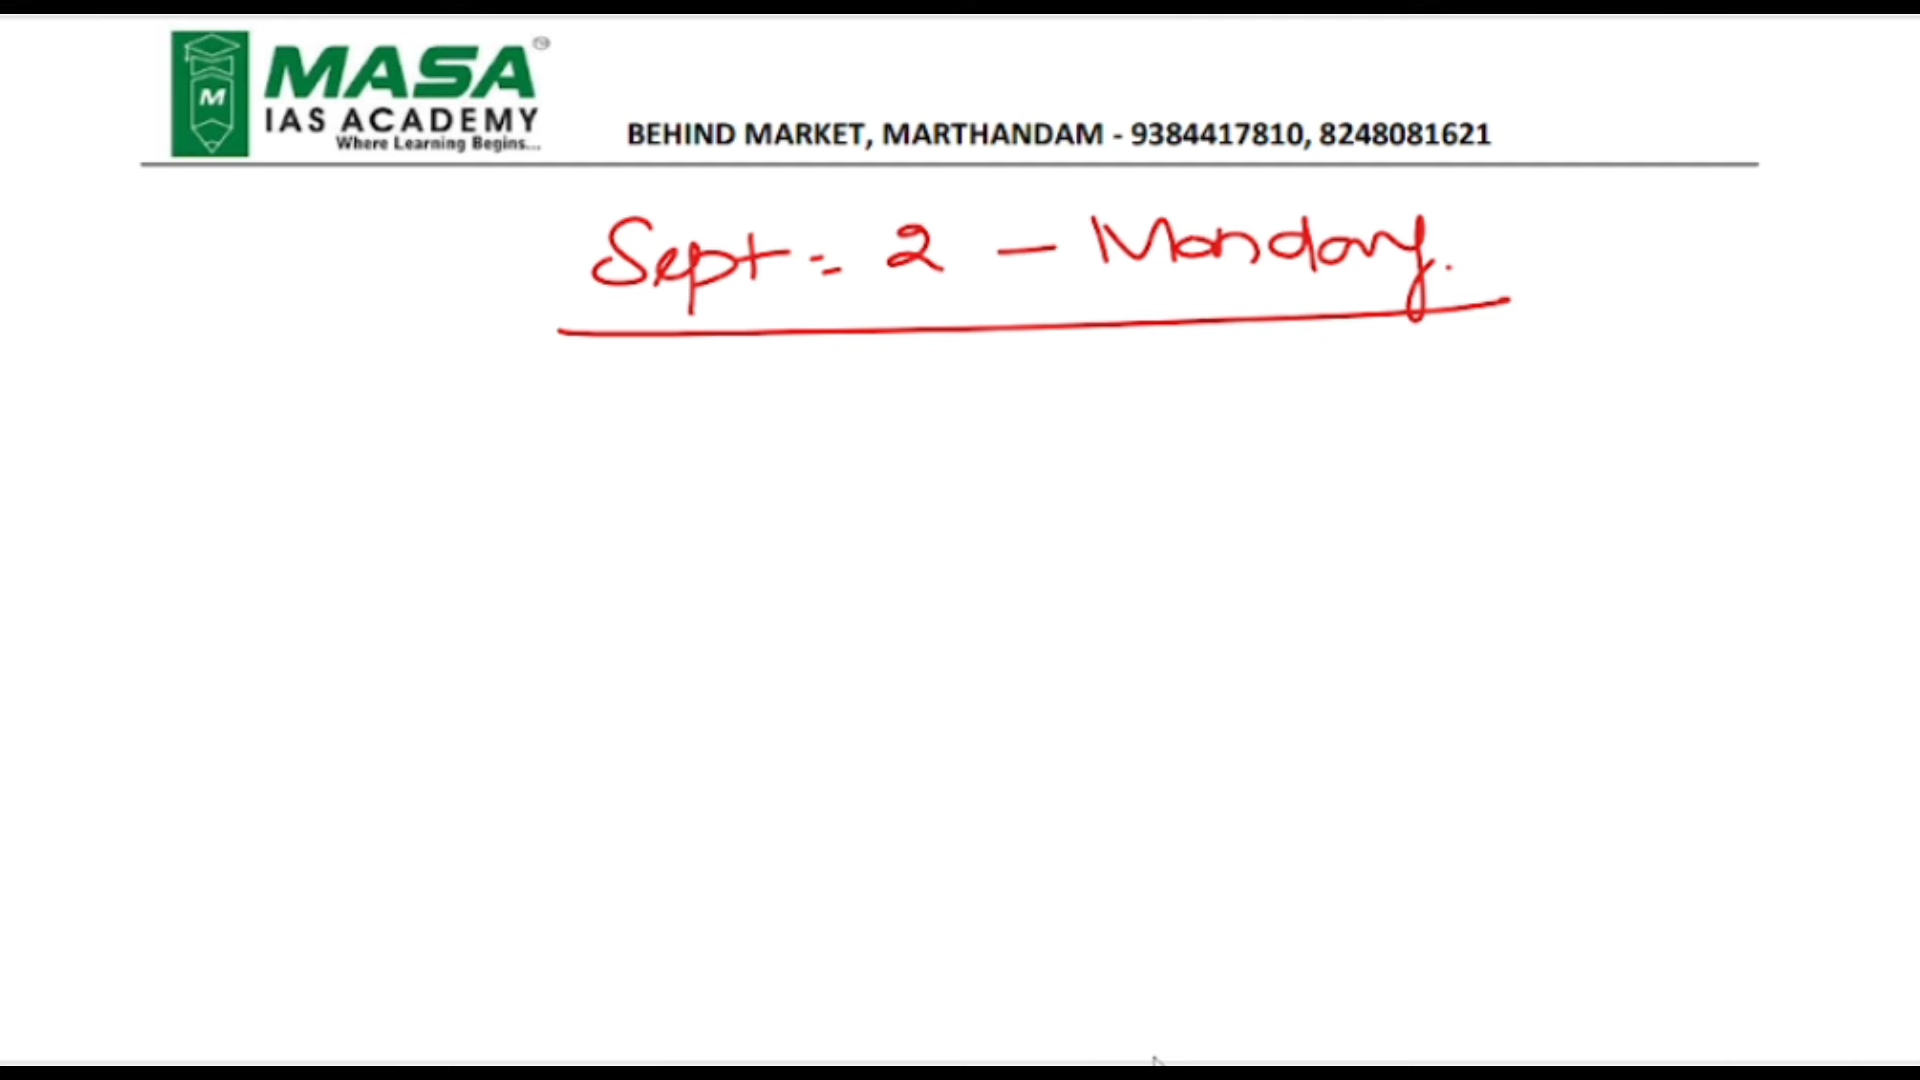 MASA
IAS ACADEMY
Where Learning Begins...
M
BEHIND MARKET, MARTHANDAM - 9384417810, 8248081621
Sept - 2 - Monday.